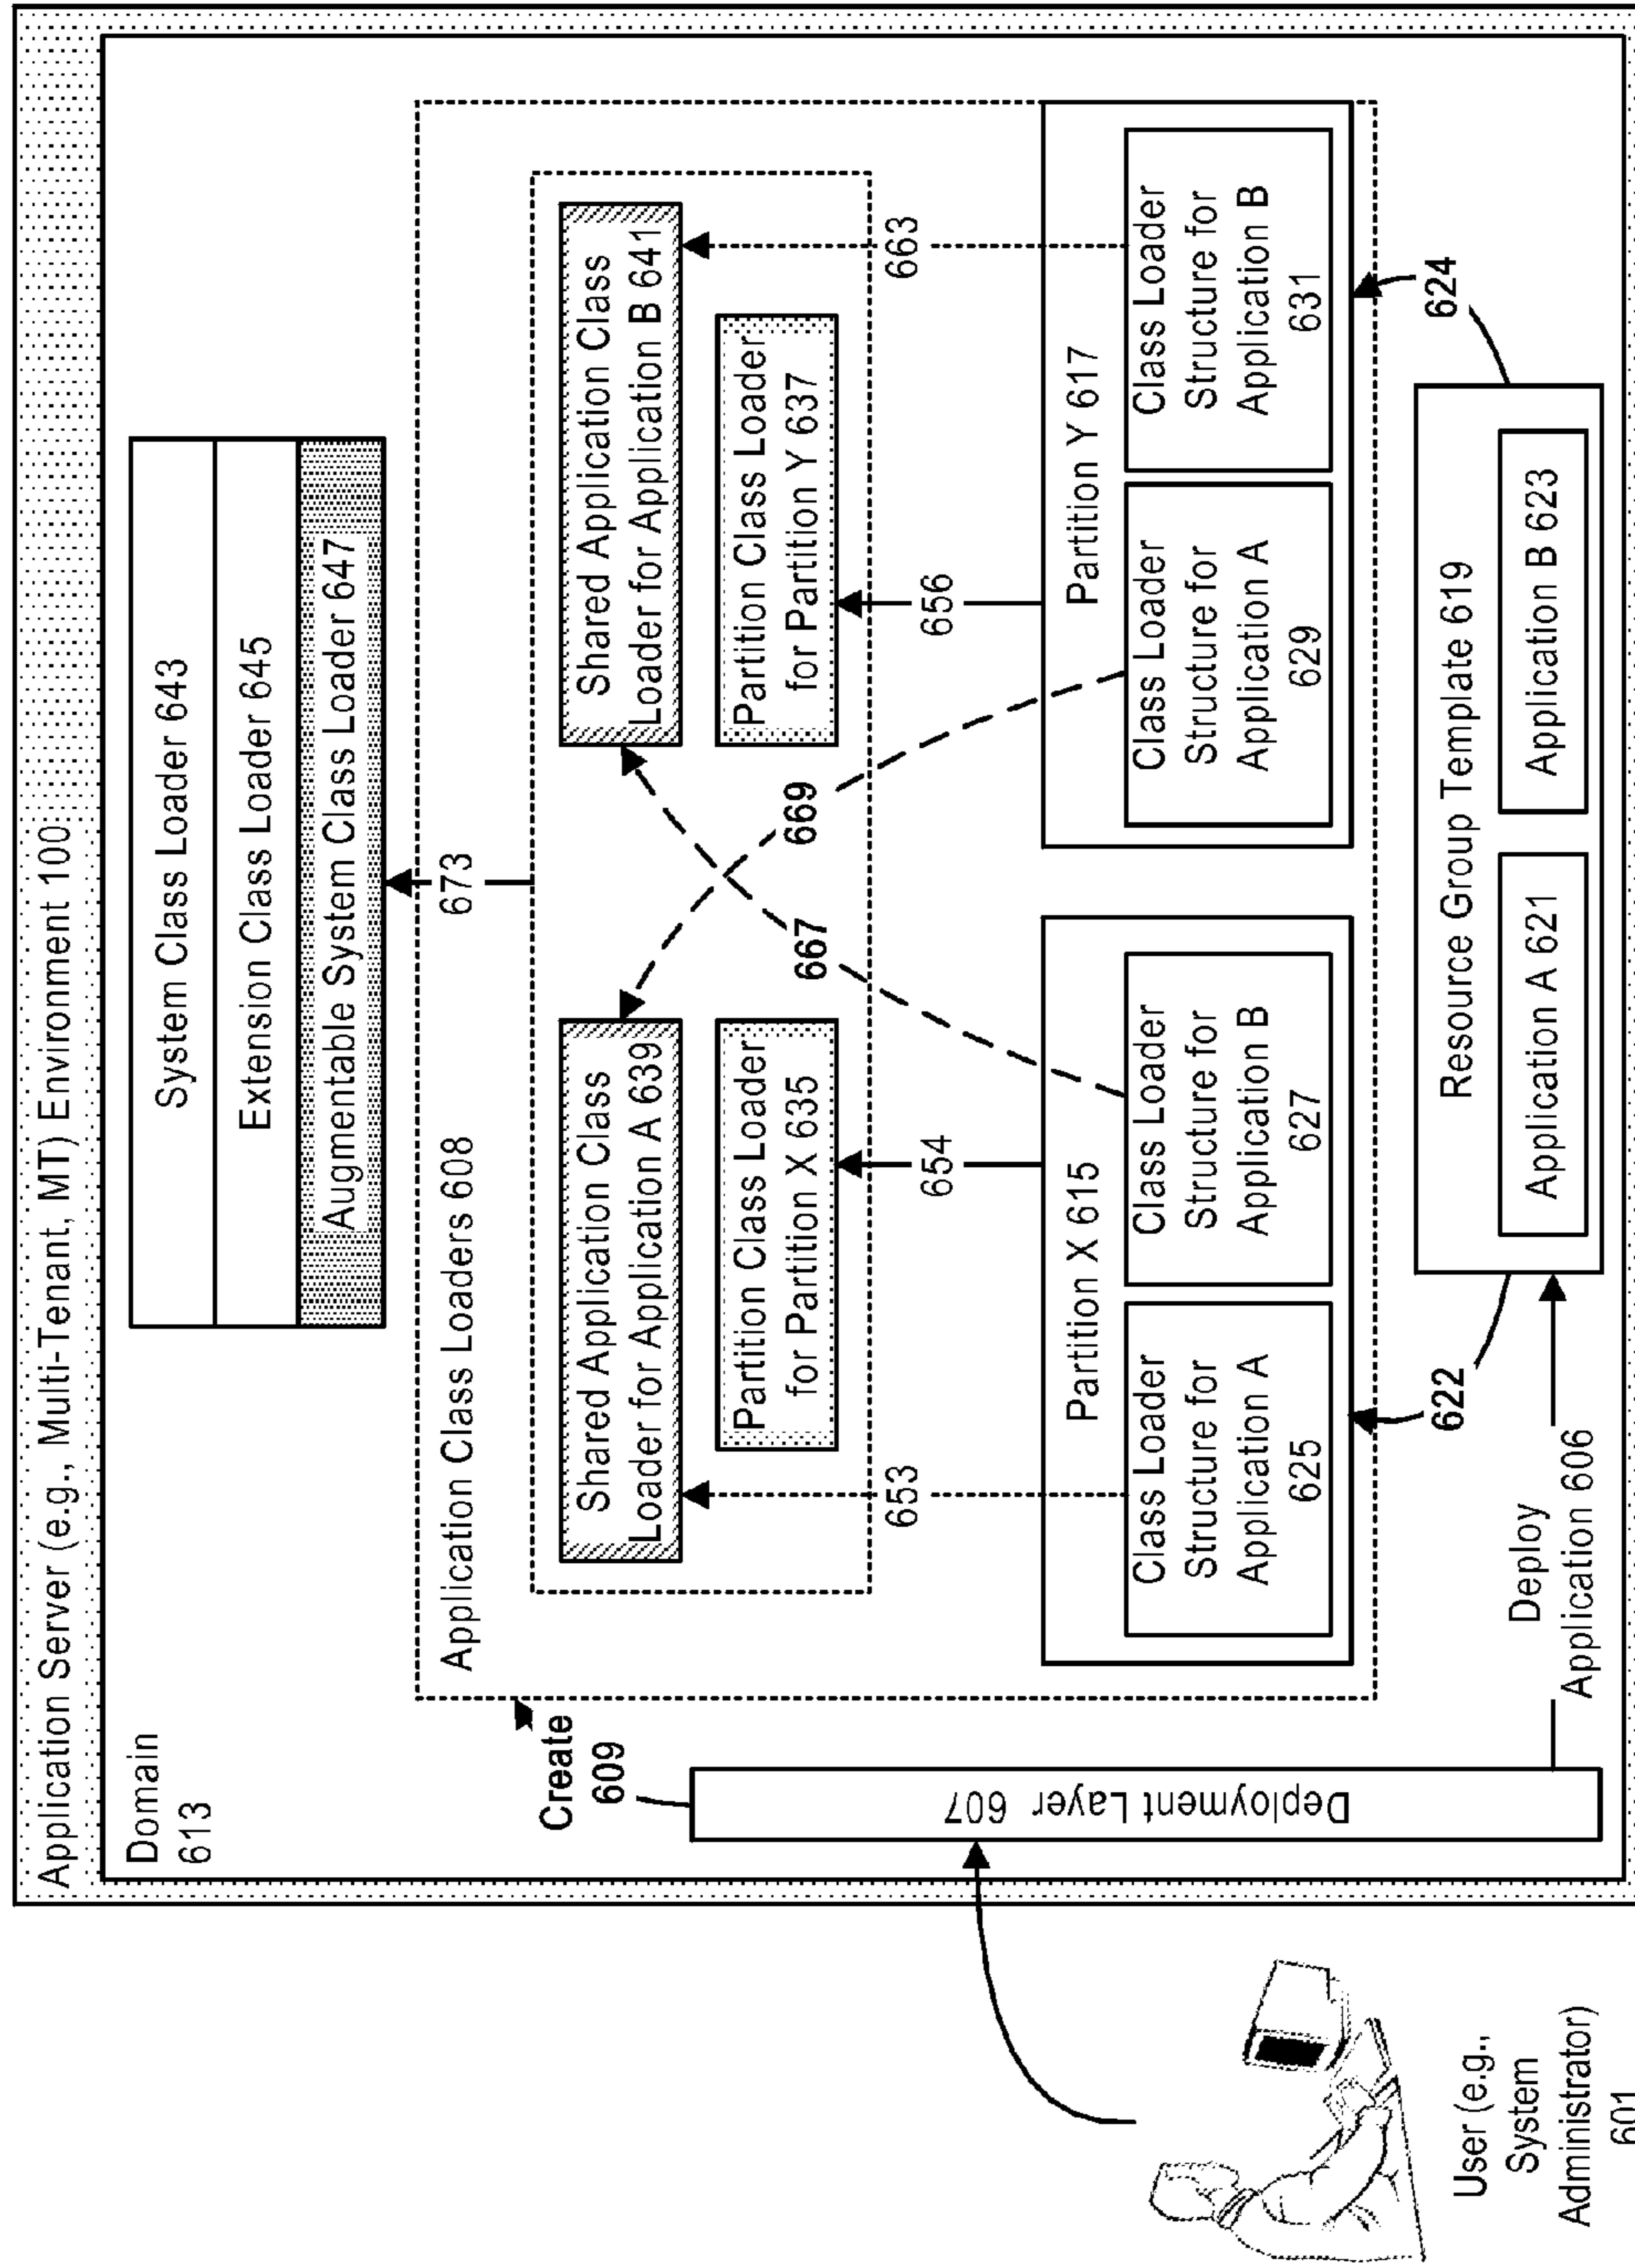 Application Server (e.g., Multi-Tenant, MT) Environment 100
Domain
613
System Class Loader 643
Extension Class Loader 645
Augmentable System Class Loader 647
673
Application Class Loaders 608
Create
609
Shared Application Class
Loader for Application A 639
Shared Application Class
Loader for Application B 641
Partition Class Loader
for Partition X 635
Partition Class Loader
for Partition Y 637
667
669
653
654
656
663
Partition X 615
Class Loader
Structure for
Application A
625
Class Loader
Structure for
Application B
627
Partition Y 617
Class Loader
Structure for
Application A
629
Class Loader
Structure for
Application B
631
Deployment Layer 607
622
624
Deploy
Application 606
Resource Group Template 619
Application A 621
Application B 623
User (e.g.,
System
Administrator)
601